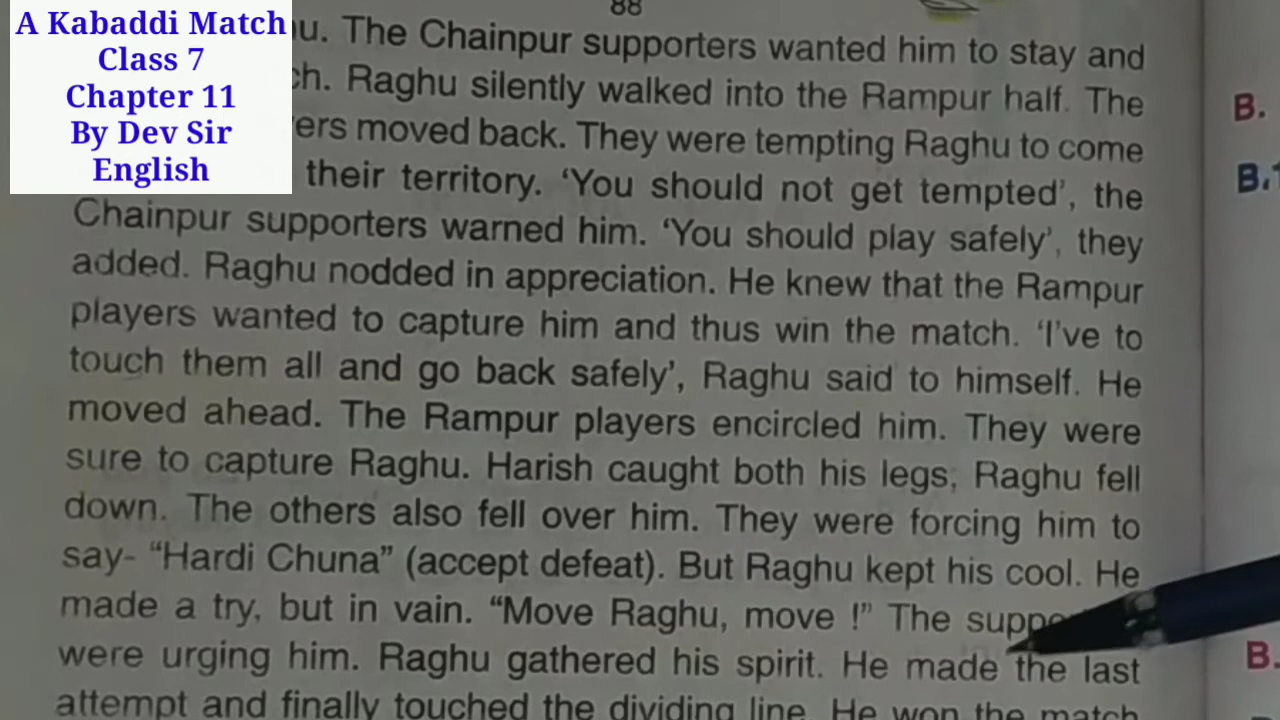 A Kabaddi Match
Class 7
Chapter 11
By Dev Sir
English
88
The Chainpur supporters wanted him to stay and
Raghu silently walked into the Rampur half. The
moved back. They were tempting Raghu to come
their territory. ‘You should not get tempted’, the
Chainpur supporters warned him. ‘You should play safely’, they
added. Raghu nodded in appreciation. He knew that the Rampur
players wanted to capture him and thus win the match. ‘I’ve to
touch them all and go back safely’, Raghu said to himself. He
moved ahead. The Rampur players encircled him. They were
sure to capture Raghu. Harish caught both his legs; Raghu fell
down. The others also fell over him. They were forcing him to
say- “Hardi Chuna” (accept defeat). But Raghu kept his cool. He
made a try, but in vain. “Move Raghu, move !” The
were urging him. Raghu gathered his spirit. He made the last
attempt and finally touched the dividing line. He won the match
B.
B.1
B.